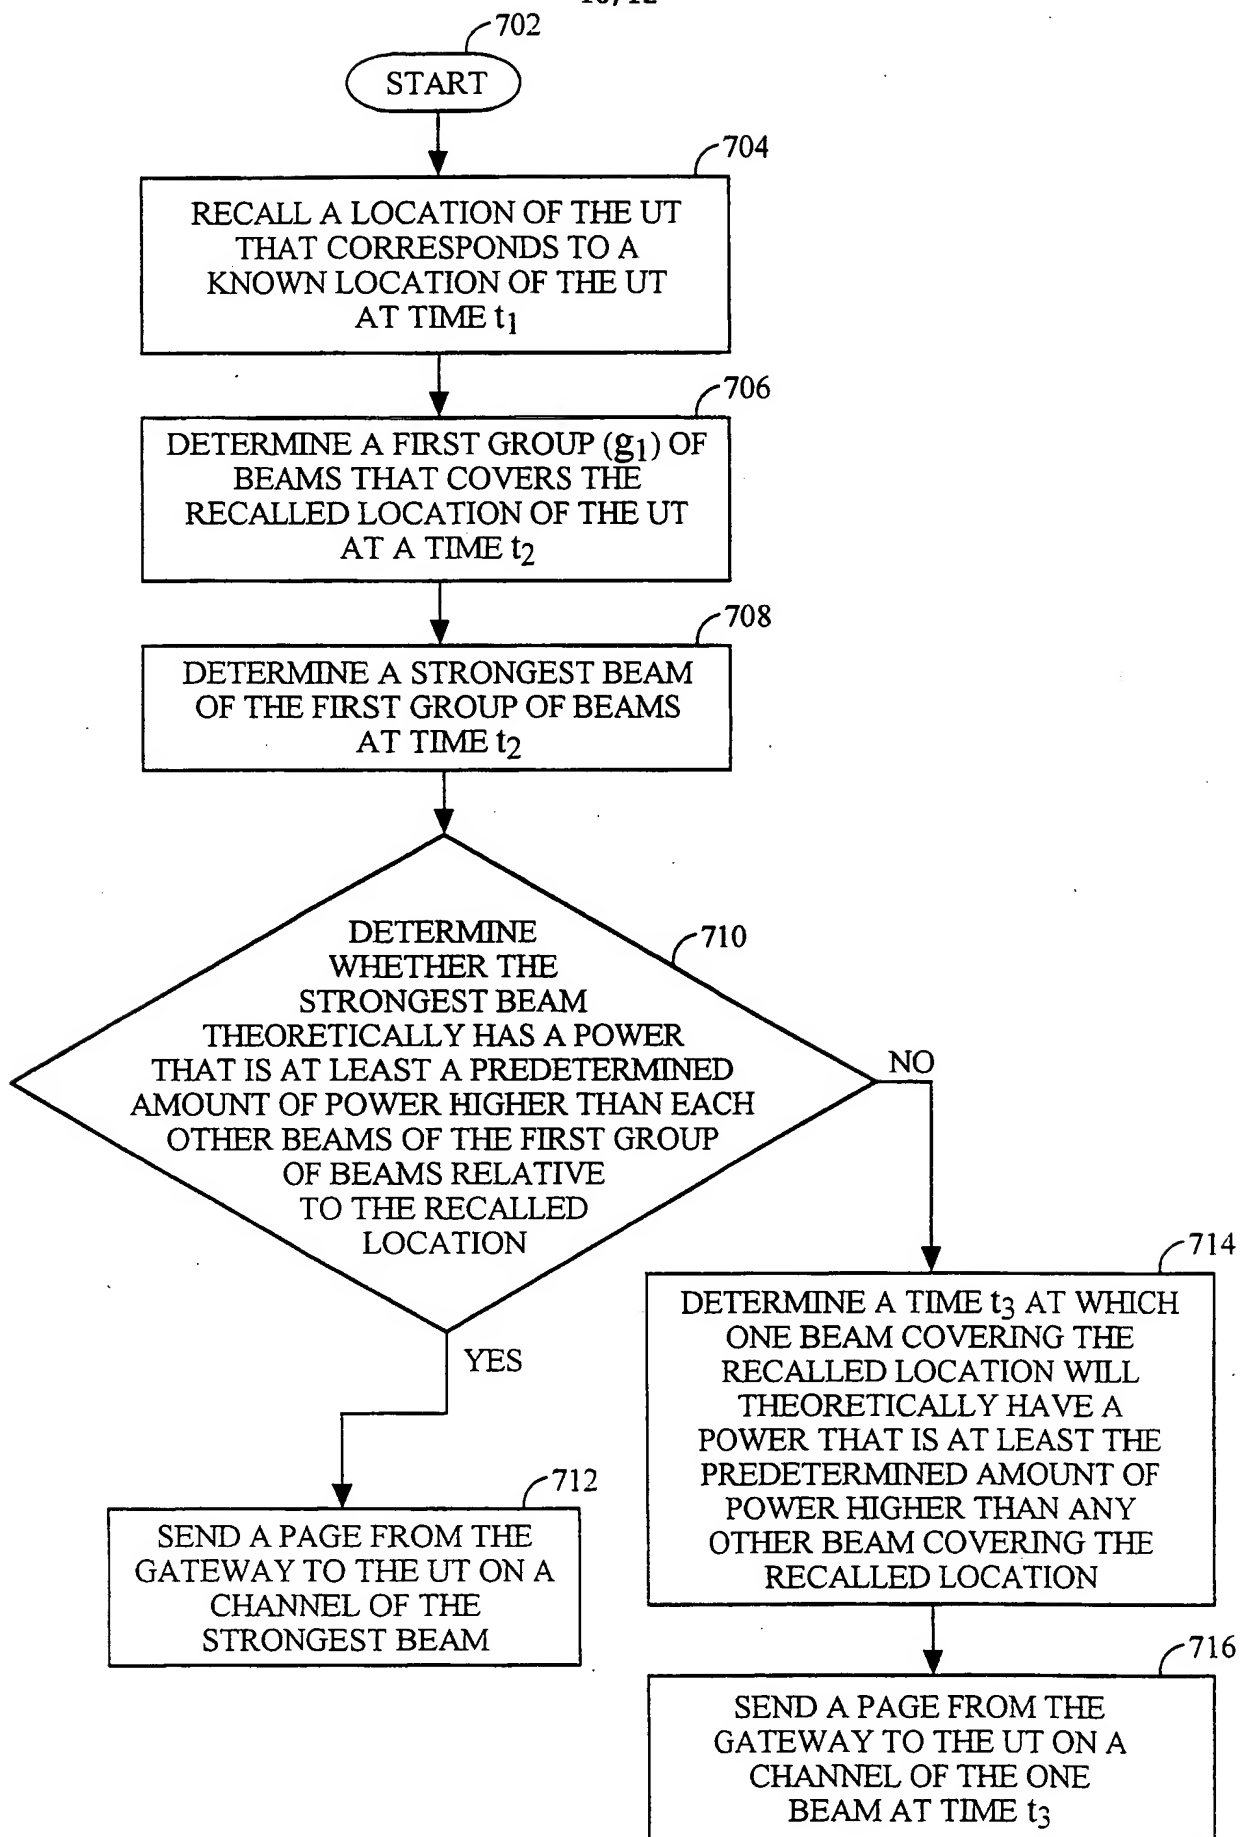 702
START
704
RECALL A LOCATION OF THE UT
THAT CORRESPONDS TO A
KNOWN LOCATION OF THE UT
AT TIME t1
706
DETERMINE A FIRST GROUP (g1) OF
BEAMS THAT COVERS THE
RECALLED LOCATION OF THE UT
AT A TIME t2
708
DETERMINE A STRONGEST BEAM
OF THE FIRST GROUP OF BEAMS
AT TIME t2
710
DETERMINE
WHETHER THE
STRONGEST BEAM
THEORETICALLY HAS A POWER
THAT IS AT LEAST A PREDETERMINED
AMOUNT OF POWER HIGHER THAN EACH
OTHER BEAMS OF THE FIRST GROUP
OF BEAMS RELATIVE
TO THE RECALLED
LOCATION
NO
YES
712
SEND A PAGE FROM THE
GATEWAY TO THE UT ON A
CHANNEL OF THE
STRONGEST BEAM
714
DETERMINE A TIME t3 AT WHICH
ONE BEAM COVERING THE
RECALLED LOCATION WILL
THEORETICALLY HAVE A
POWER THAT IS AT LEAST THE
PREDETERMINED AMOUNT OF
POWER HIGHER THAN ANY
OTHER BEAM COVERING THE
RECALLED LOCATION
716
SEND A PAGE FROM THE
GATEWAY TO THE UT ON A
CHANNEL OF THE ONE
BEAM AT TIME t3